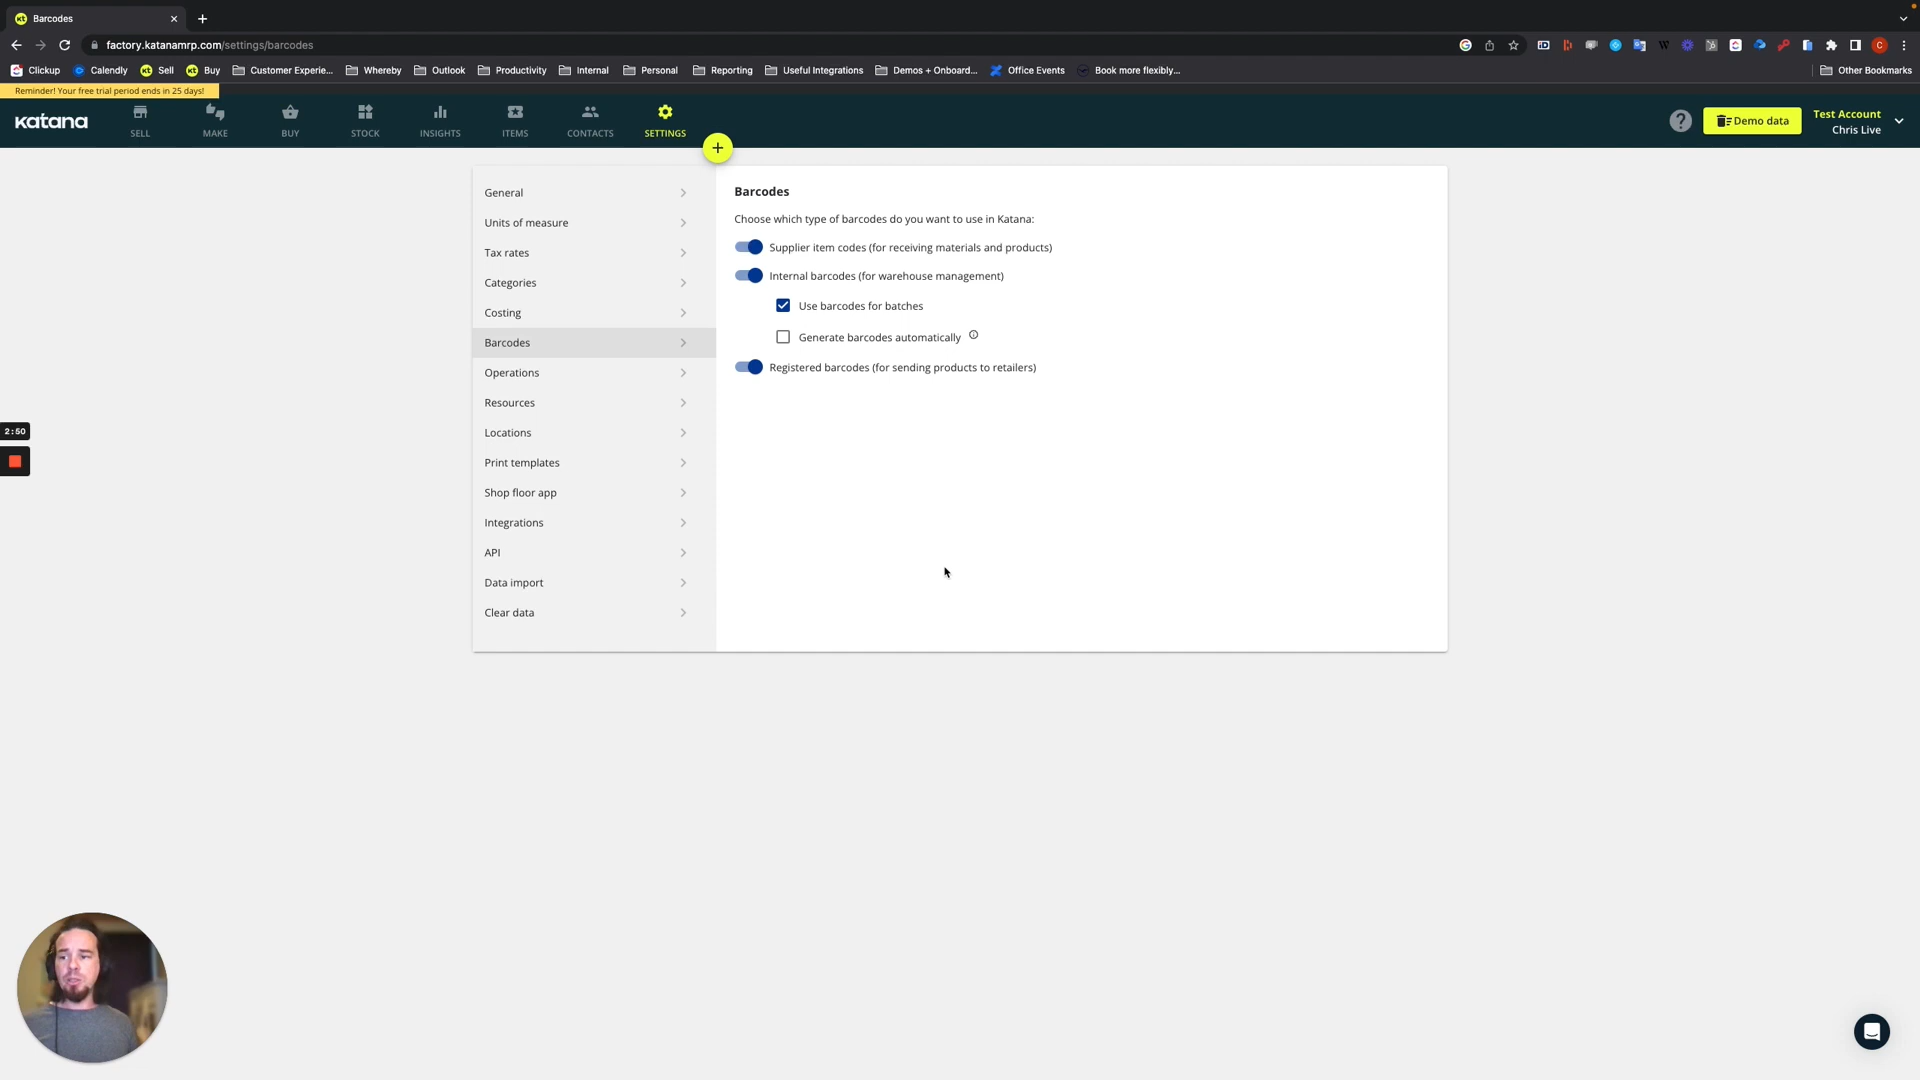 Barcodes
factory.katanamrp.com/settings/barcodes
Clickup Calendly Sell Buy Customer Experie... Whereby Outlook Productivity Internal Personal Reporting Useful Integrations Demos + Onboard... Office Events Book more flexibly... Other Bookmarks
Reminder! Your free trial period ends in 25 days!
katana
SELL MAKE BUY STOCK INSIGHTS ITEMS CONTACTS SETTINGS
+
?
Demo data
Test Account
Chris Live
General
Units of measure
Tax rates
Categories
Costing
Barcodes
Operations
Resources
Locations
Print templates
Shop floor app
Integrations
API
Data import
Clear data
Barcodes
Choose which type of barcodes do you want to use in Katana:
Supplier item codes (for receiving materials and products)
Internal barcodes (for warehouse management)
Use barcodes for batches
Generate barcodes automatically
Registered barcodes (for sending products to retailers)
2:50